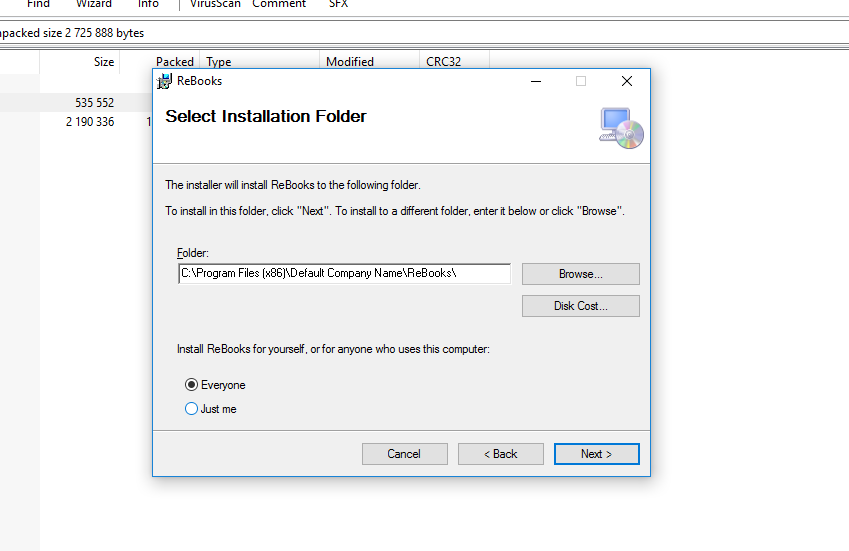 Find Wizard Info VirusScan Comment SFX
packed size 2 725 888 bytes
Size Packed Type Modified CRC32
535 552
2 190 336 1
ReBooks
Select Installation Folder
The installer will install ReBooks to the following folder.
To install in this folder, click "Next". To install to a different folder, enter it below or click "Browse".
Folder:
C:\Program Files (x86)\Default Company Name\ReBooks\
Browse...
Disk Cost...
Install ReBooks for yourself, or for anyone who uses this computer:
Everyone
Just me
Cancel < Back Next >